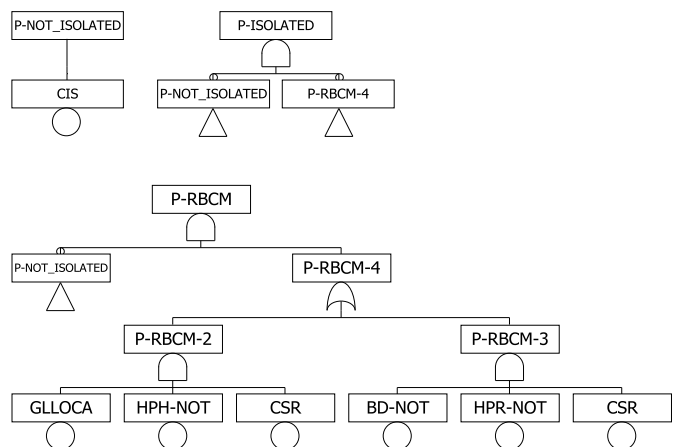 P-NOT_ISOLATED
P-ISOLATED
CIS
P-NOT_ISOLATED
P-RBCM-4
P-RBCM
P-NOT_ISOLATED
P-RBCM-4
P-RBCM-2
P-RBCM-3
GLLOCA
HPH-NOT
CSR
BD-NOT
HPR-NOT
CSR